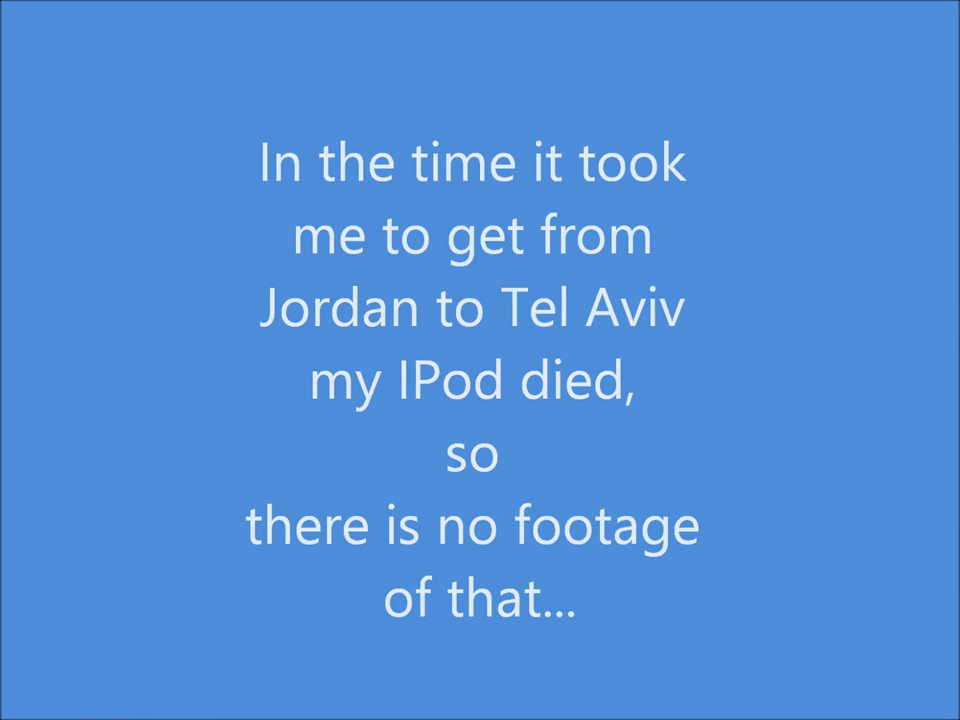 In the time it took
me to get from
Jordan to Tel Aviv
my IPod died,
so
there is no footage
of that...